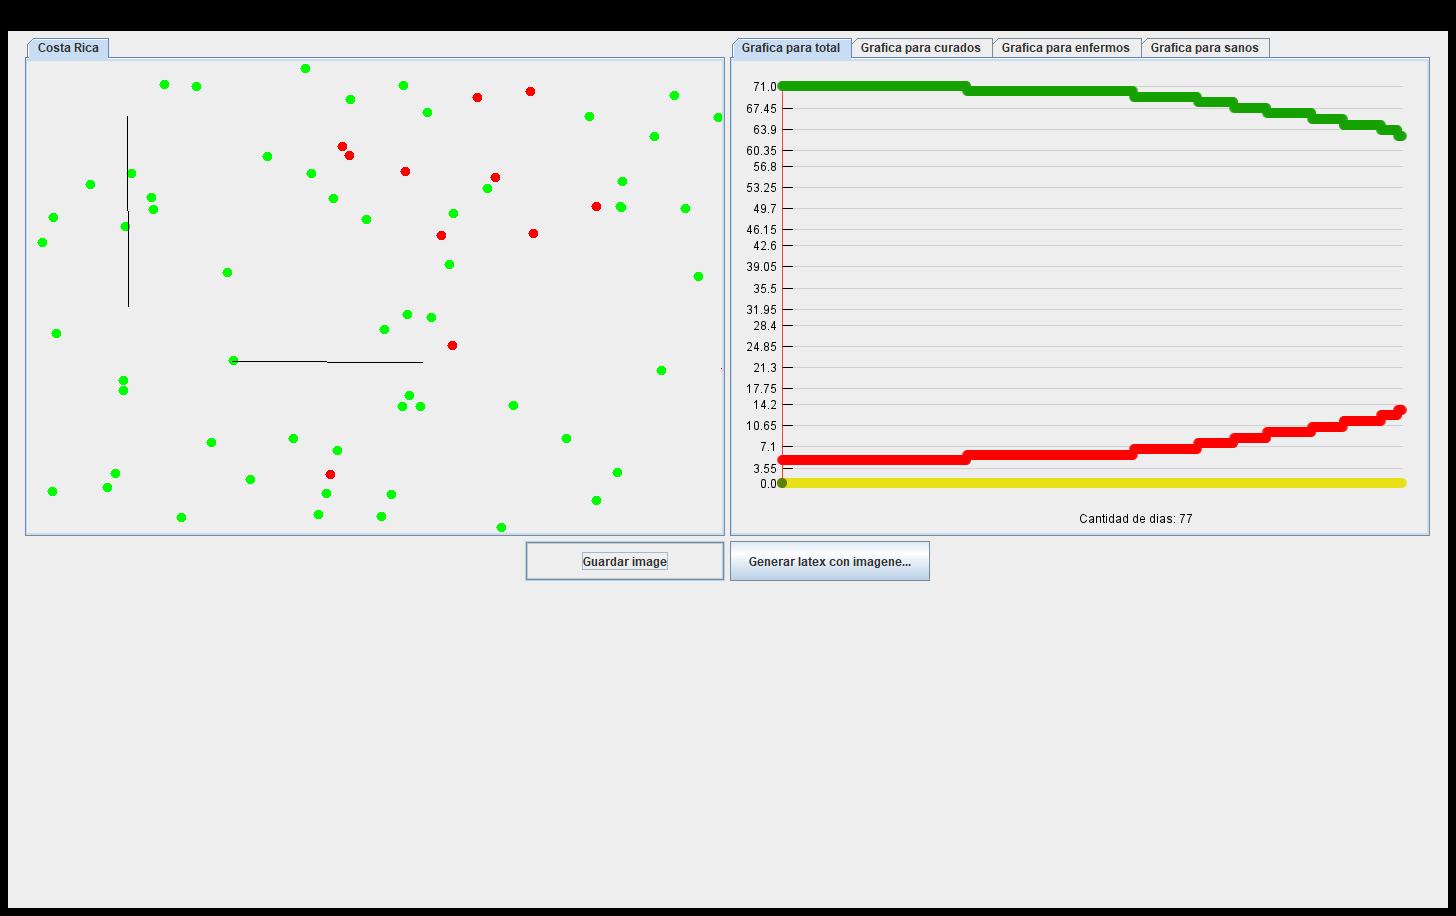 Costa Rica
Grafica para total
Grafica para curados
Grafica para enfermos
Grafica para sanos
71.0
67.45
63.9
60.35
56.8
53.25
49.7
46.15
42.6
39.05
35.5
31.95
28.4
24.85
21.3
17.75
14.2
10.65
7.1
3.55
0.0
Cantidad de dias: 77
Guardar image
Generar latex con imagene...